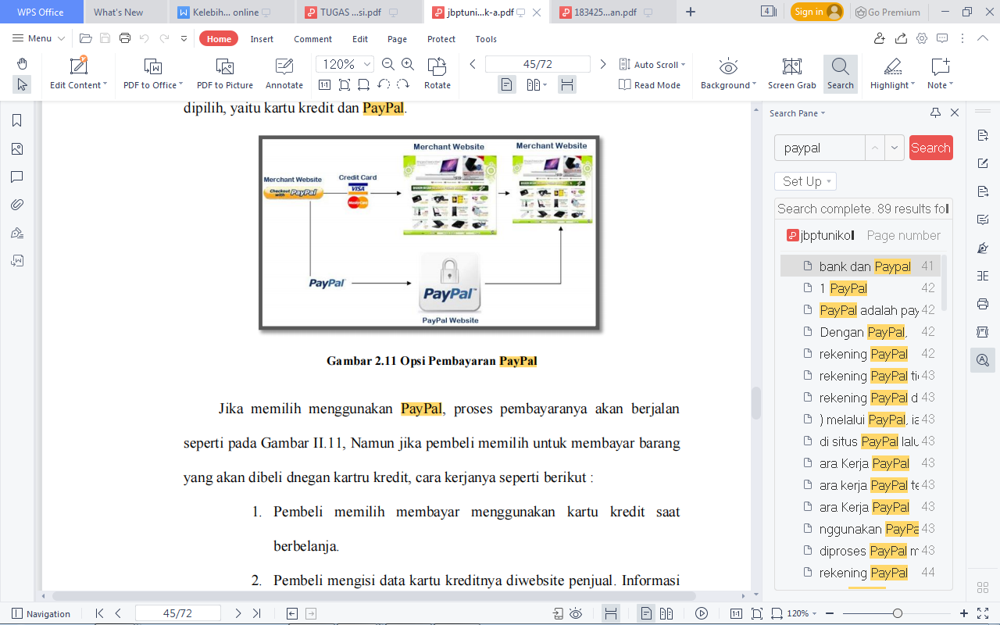 WPS Office
What's New
Kelebih... online
TUGAS ...si.pdf
jbptuni...k-a.pdf
183425...an.pdf
4
Sign in
Go Premium
Menu
Home
Insert
Comment
Edit
Page
Protect
Tools
120%
45/72
Auto Scroll
Edit Content
PDF to Office
PDF to Picture
Annotate
Rotate
Read Mode
Background
Screen Grab
Search
Highlight
Note
dipilih, yaitu kartu kredit dan PayPal.
Merchant Website
Merchant Website
Merchant Website
Credit Card
Checkout with PayPal
VISA
MasterCard
PayPal
PayPal
PayPal Website
Gambar 2.11 Opsi Pembayaran PayPal
Jika memilih menggunakan PayPal, proses pembayaranya akan berjalan
seperti pada Gambar II.11, Namun jika pembeli memilih untuk membayar barang
yang akan dibeli dnegan kartru kredit, cara kerjanya seperti berikut :
1. Pembeli memilih membayar menggunakan kartu kredit saat
berbelanja.
2. Pembeli mengisi data kartu kreditnya diwebsite penjual. Informasi
Search Pane
paypal
Search
Set Up
Search complete, 39 results fo
jbptunikol Page number
bank dan Paypal 41
1 PayPal 42
PayPal adalah pay 42
Dengan PayPal, 42
rekening PayPal 42
rekening PayPal tid 43
rekening PayPal d 43
) melalui PayPal, ia 43
di situs PayPal lalu 43
ara Kerja PayPal 43
ara kerja PayPal te 43
ara Kerja PayPal 43
nggunakan PayPa 43
diproses PayPal m 43
rekening PayPal 44
Navigation
45/72
120%